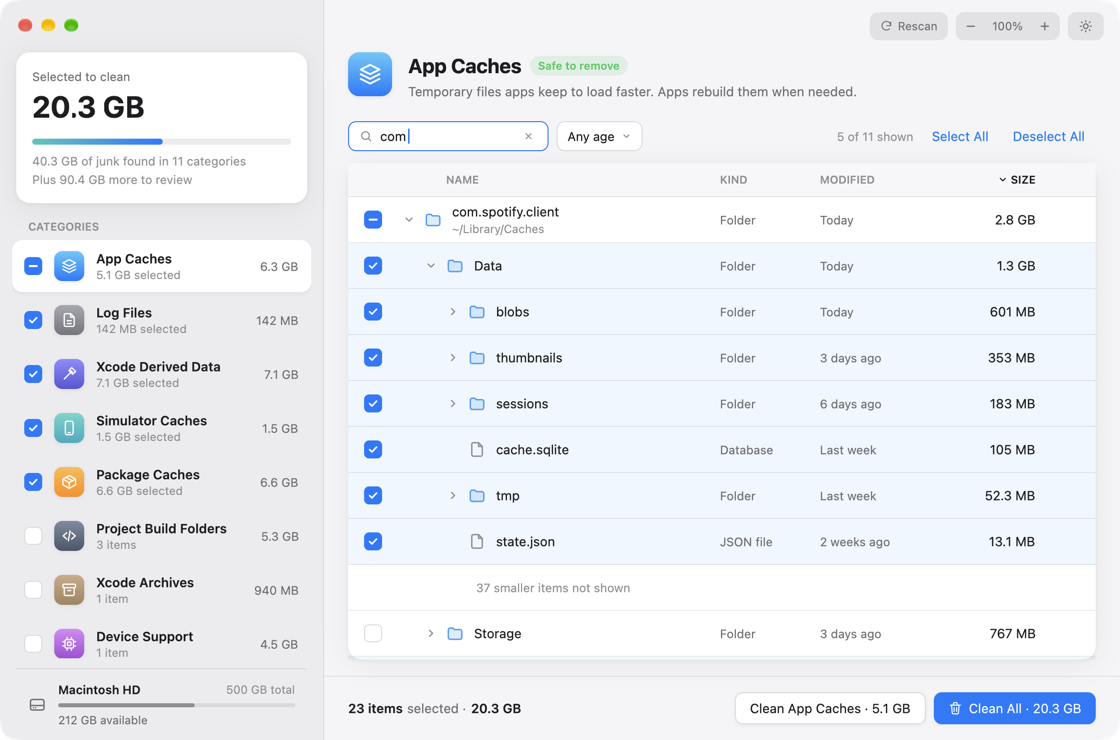 Selected to clean
20.3 GB
40.3 GB of junk found in 11 categories
Plus 90.4 GB more to review
CATEGORIES
App Caches
5.1 GB selected
6.3 GB
Log Files
142 MB selected
142 MB
Xcode Derived Data
7.1 GB selected
7.1 GB
Simulator Caches
1.5 GB selected
1.5 GB
Package Caches
6.6 GB selected
6.6 GB
Project Build Folders
3 items
5.3 GB
Xcode Archives
1 item
940 MB
Device Support
1 item
4.5 GB
Macintosh HD 500 GB total
212 GB available
Rescan − 100% +
App Caches Safe to remove
Temporary files apps keep to load faster. Apps rebuild them when needed.
com Any age 5 of 11 shown Select All Deselect All
NAME KIND MODIFIED SIZE
com.spotify.client
~/Library/Caches
Folder Today 2.8 GB
Data Folder Today 1.3 GB
blobs Folder Today 601 MB
thumbnails Folder 3 days ago 353 MB
sessions Folder 6 days ago 183 MB
cache.sqlite Database Last week 105 MB
tmp Folder Last week 52.3 MB
state.json JSON file 2 weeks ago 13.1 MB
37 smaller items not shown
Storage Folder 3 days ago 767 MB
23 items selected · 20.3 GB
Clean App Caches · 5.1 GB
Clean All · 20.3 GB